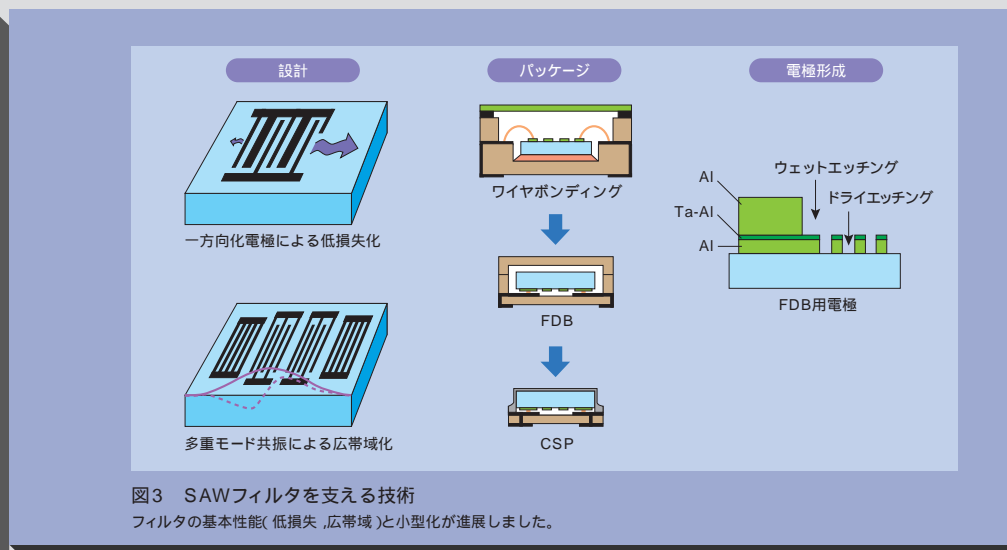 設計
一方向化電極による低損失化
多重モード共振による広帯域化
パッケージ
ワイヤボンディング
FDB
CSP
電極形成
ウェットエッチング
ドライエッチング
Al
Ta-Al
Al
FDB用電極
図3 SAWフィルタを支える技術
フィルタの基本性能( 低損失 ,広帯域 )と小型化が進展しました。